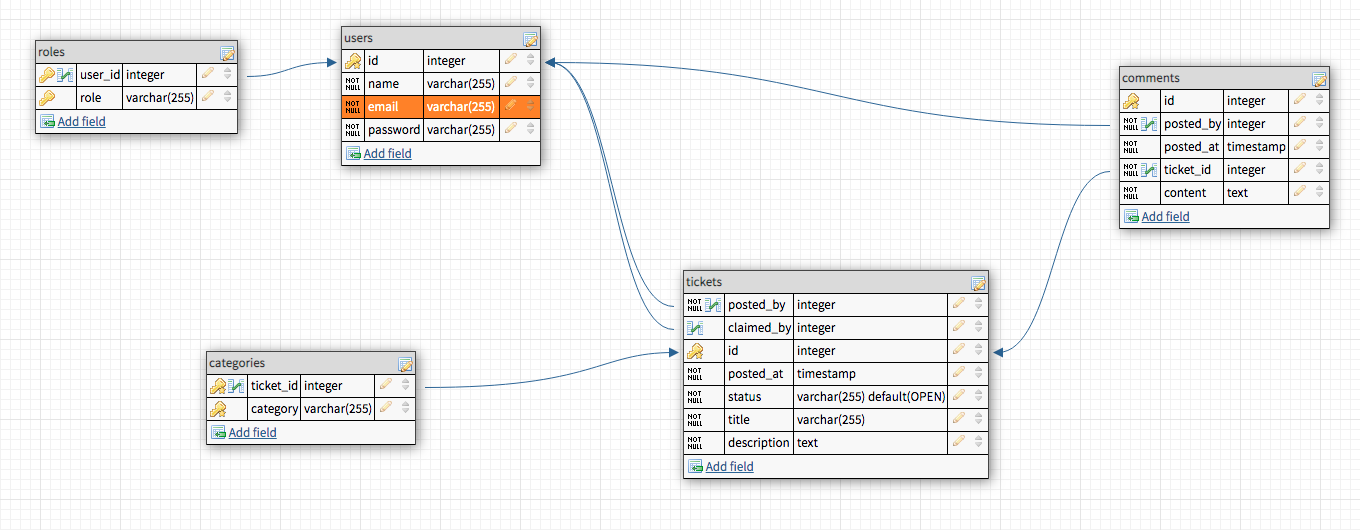 roles
user_id integer
role varchar(255)
Add field
users
id integer
NOT NULL name varchar(255)
NOT NULL email varchar(255)
NOT NULL password varchar(255)
Add field
comments
id integer
NOT NULL posted_by integer
NOT NULL posted_at timestamp
NOT NULL ticket_id integer
NOT NULL content text
Add field
tickets
NOT NULL posted_by integer
claimed_by integer
id integer
NOT NULL posted_at timestamp
NOT NULL status varchar(255) default(OPEN)
NOT NULL title varchar(255)
NOT NULL description text
Add field
categories
ticket_id integer
category varchar(255)
Add field